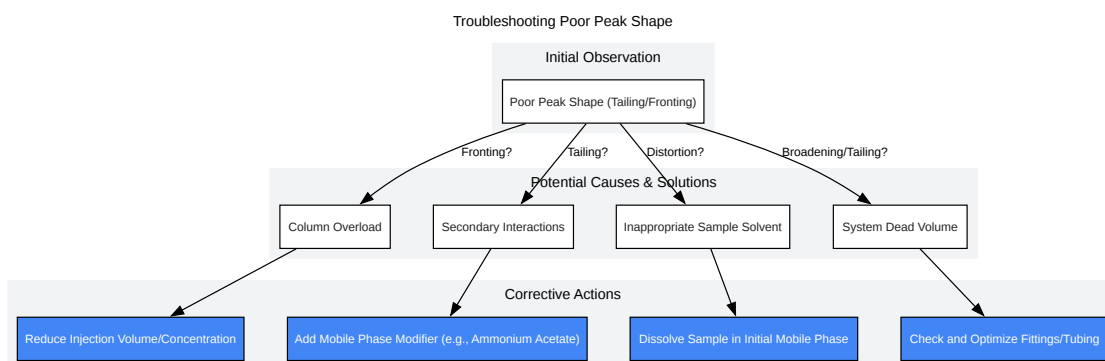 Troubleshooting Poor Peak Shape
Initial Observation
Poor Peak Shape (Tailing/Fronting)
Fronting?
Tailing?
Distortion?
Broadening/Tailing?
Potential Causes & Solutions
Column Overload
Secondary Interactions
Inappropriate Sample Solvent
System Dead Volume
Corrective Actions
Reduce Injection Volume/Concentration
Add Mobile Phase Modifier (e.g., Ammonium Acetate)
Dissolve Sample in Initial Mobile Phase
Check and Optimize Fittings/Tubing